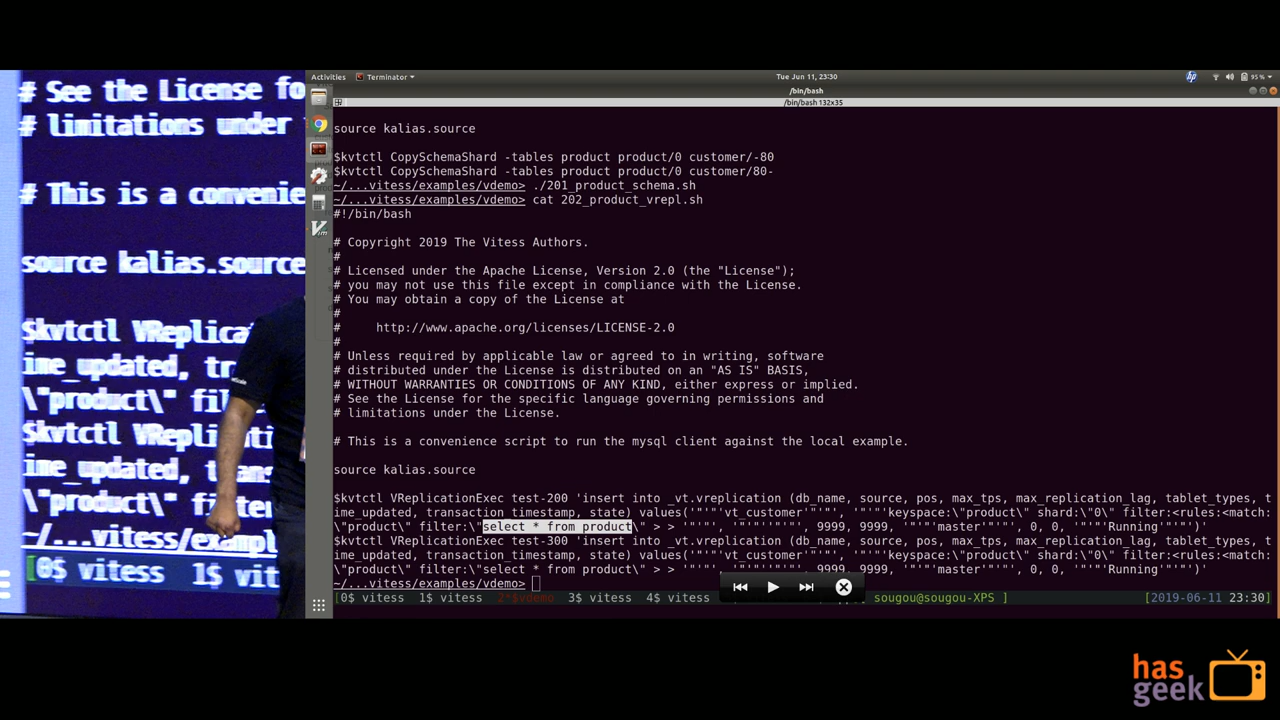 # See the License fo
# limitations under
# This is a convenie
source kalias.source
$kvtctl VReplicat
ime_updated, tr
\"product\" fil
$kvtctl VReplicati
ime_updated, trans
\"product\" filter
~/...vitess/exampl
[0$ vitess 1$ vit
Activities Terminator Tue Jun 11, 23:30 95 %
/bin/bash
/bin/bash 132x35
source kalias.source
$kvtctl CopySchemaShard -tables product product/0 customer/-80
$kvtctl CopySchemaShard -tables product product/0 customer/80-
~/...vitess/examples/vdemo> ./201_product_schema.sh
~/...vitess/examples/vdemo> cat 202_product_vrepl.sh
#!/bin/bash
# Copyright 2019 The Vitess Authors.
#
# Licensed under the Apache License, Version 2.0 (the "License");
# you may not use this file except in compliance with the License.
# You may obtain a copy of the License at
#
# http://www.apache.org/licenses/LICENSE-2.0
#
# Unless required by applicable law or agreed to in writing, software
# distributed under the License is distributed on an "AS IS" BASIS,
# WITHOUT WARRANTIES OR CONDITIONS OF ANY KIND, either express or implied.
# See the License for the specific language governing permissions and
# limitations under the License.
# This is a convenience script to run the mysql client against the local example.
source kalias.source
$kvtctl VReplicationExec test-200 'insert into _vt.vreplication (db_name, source, pos, max_tps, max_replication_lag, tablet_types, t
ime_updated, transaction_timestamp, state) values('"'"'vt_customer'"'"', '"'"'keyspace:\"product\" shard:\"0\" filter:<rules:<match:
\"product\" filter:\"select * from product\" > > '"'"', '"'"''"'"', 9999, 9999, '"'"'master'"'"', 0, 0, '"'"'Running'"'"')'
$kvtctl VReplicationExec test-300 'insert into _vt.vreplication (db_name, source, pos, max_tps, max_replication_lag, tablet_types, t
ime_updated, transaction_timestamp, state) values('"'"'vt_customer'"'"', '"'"'keyspace:\"product\" shard:\"0\" filter:<rules:<match:
\"product\" filter:\"select * from product\" > > '"'"', '"'"''"'"', 9999, 9999, '"'"'master'"'"', 0, 0, '"'"'Running'"'"')'
~/...vitess/examples/vdemo>
[0$ vitess 1$ vitess 2*$vdemo 3$ vitess 4$ vitess sougou@sougou-XPS ] [2019-06-11 23:30]
has
geek